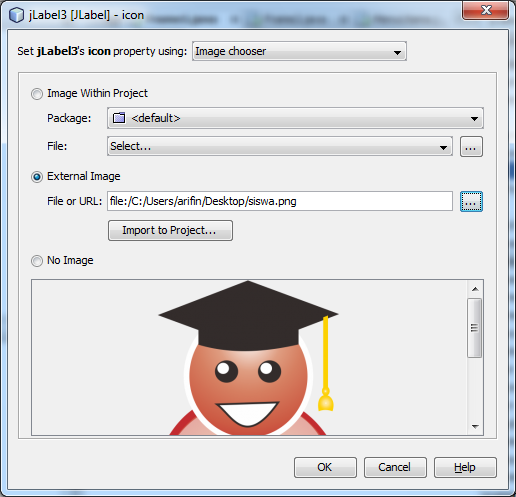 jLabel3 [JLabel] - icon
Set jLabel3's icon property using: Image chooser
Image Within Project
Package: <default>
File: Select... ...
External Image
File or URL: file:/C:/Users/arifin/Desktop/siswa.png ...
Import to Project...
No Image
OK Cancel Help